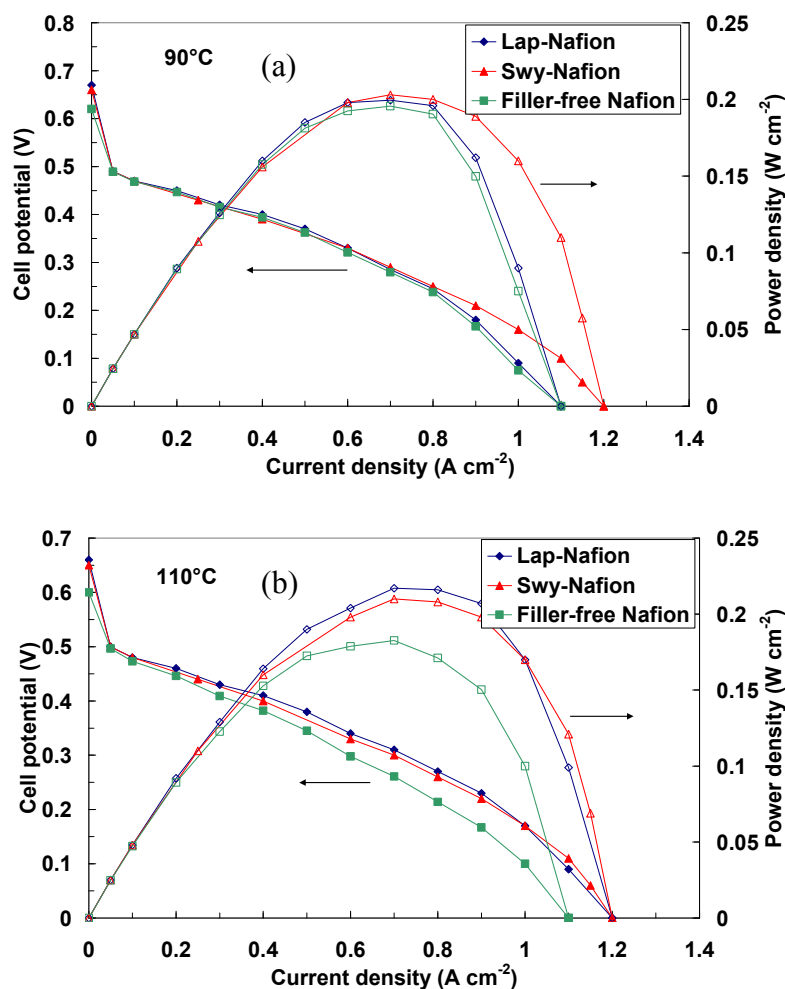 90°C
(a)
Lap-Nafion
Swy-Nafion
Filler-free Nafion
Cell potential (V)
0.8
0.7
0.6
0.5
0.4
0.3
0.2
0.1
0
Power density (W cm-2)
0.25
0.2
0.15
0.1
0.05
0
0 0.2 0.4 0.6 0.8 1 1.2 1.4
Current density (A cm-2)
110°C
(b)
Lap-Nafion
Swy-Nafion
Filler-free Nafion
Cell potential (V)
0.7
0.6
0.5
0.4
0.3
0.2
0.1
0
Power density (W cm-2)
0.25
0.2
0.15
0.1
0.05
0
0 0.2 0.4 0.6 0.8 1 1.2 1.4
Current density (A cm-2)